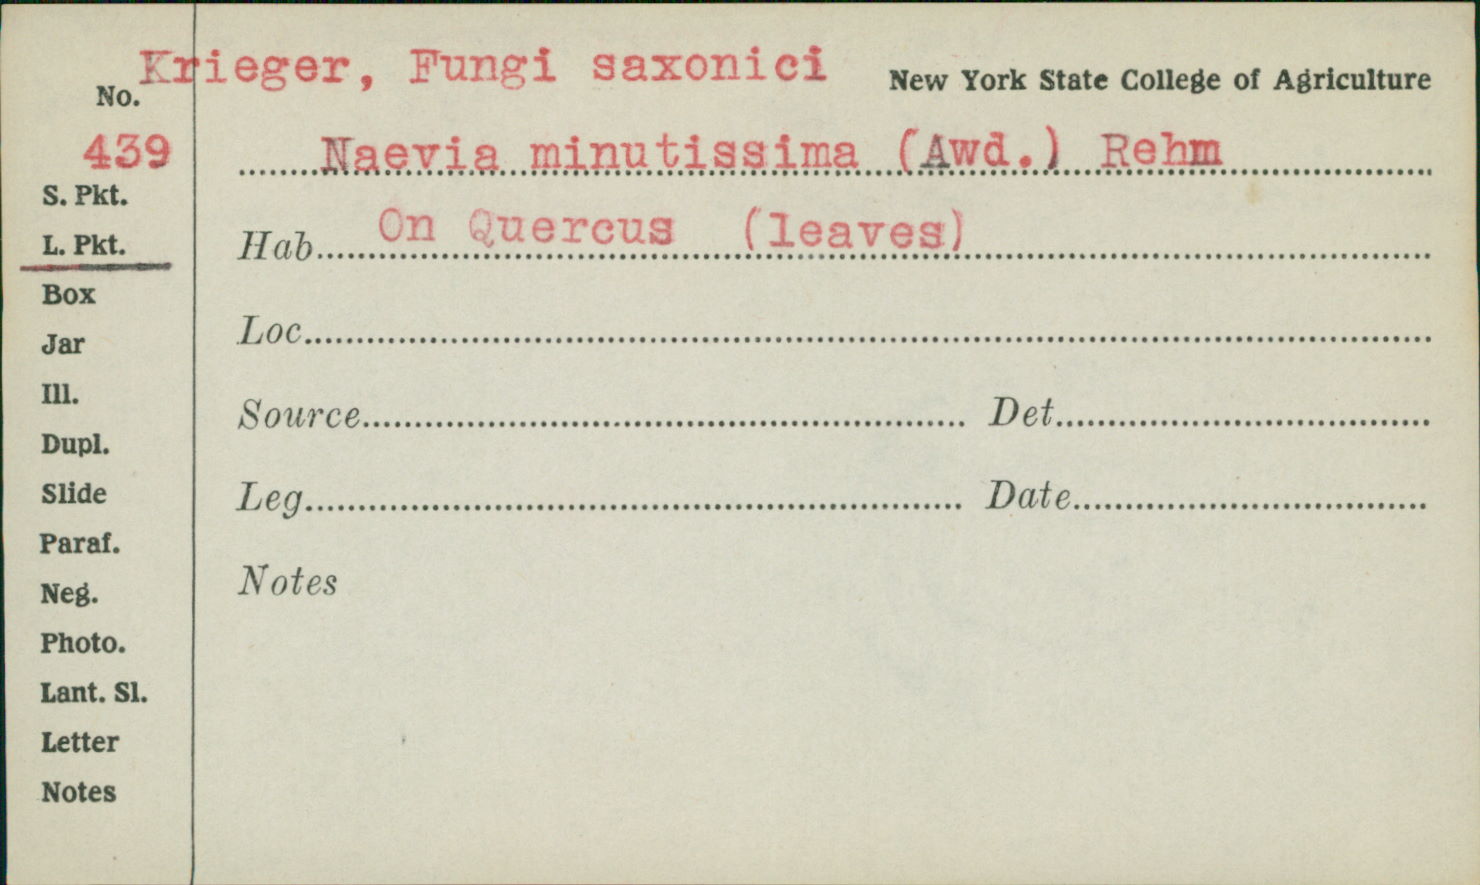 Krieger, Fungi saxonici
New York State College of Agriculture
No.
439
Naevia minutissima (Awd.) Rehm
S. Pkt.
L. Pkt.
Box
Jar
Ill.
Dupl.
Slide
Paraf.
Neg.
Photo.
Lant. Sl.
Letter
Notes
Hab. On Quercus (leaves)
Loc.
Source
Det.
Leg.
Date
Notes